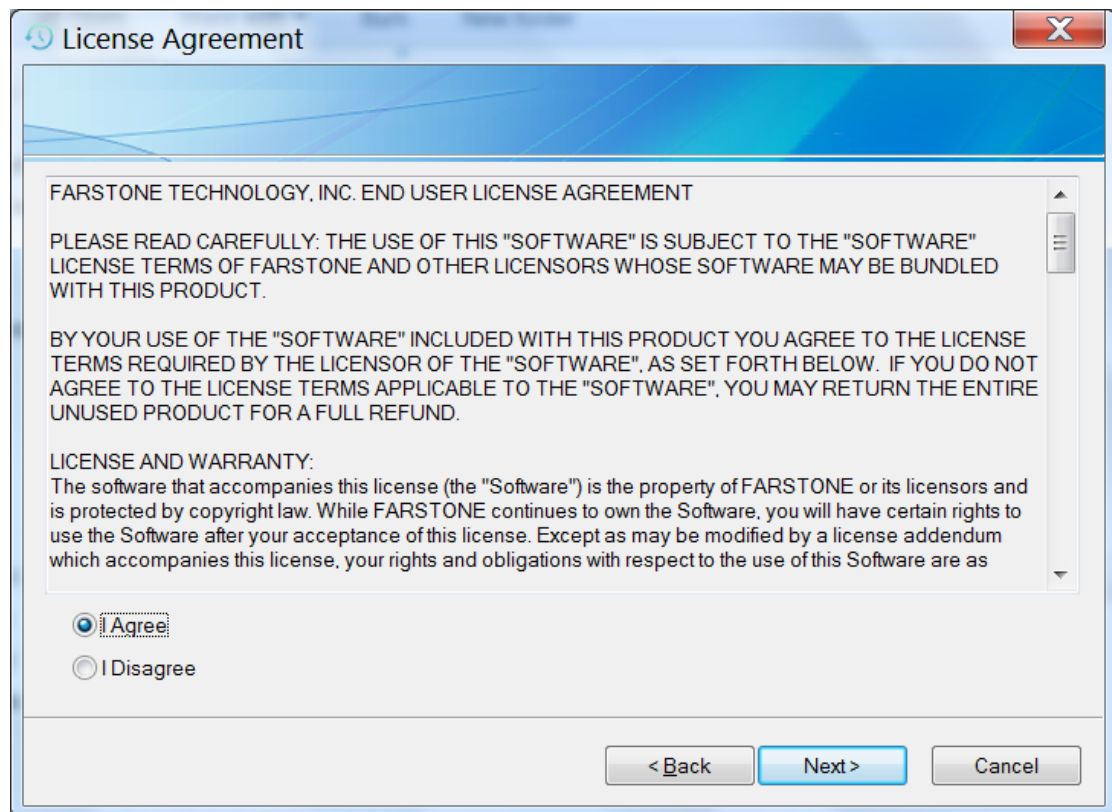 License Agreement
FARSTONE TECHNOLOGY, INC. END USER LICENSE AGREEMENT
PLEASE READ CAREFULLY: THE USE OF THIS "SOFTWARE" IS SUBJECT TO THE "SOFTWARE"
LICENSE TERMS OF FARSTONE AND OTHER LICENSORS WHOSE SOFTWARE MAY BE BUNDLED
WITH THIS PRODUCT.
BY YOUR USE OF THE "SOFTWARE" INCLUDED WITH THIS PRODUCT YOU AGREE TO THE LICENSE
TERMS REQUIRED BY THE LICENSOR OF THE "SOFTWARE", AS SET FORTH BELOW.  IF YOU DO NOT
AGREE TO THE LICENSE TERMS APPLICABLE TO THE "SOFTWARE", YOU MAY RETURN THE ENTIRE
UNUSED PRODUCT FOR A FULL REFUND.
LICENSE AND WARRANTY:
The software that accompanies this license (the "Software") is the property of FARSTONE or its licensors and
is protected by copyright law. While FARSTONE continues to own the Software, you will have certain rights to
use the Software after your acceptance of this license. Except as may be modified by a license addendum
which accompanies this license, your rights and obligations with respect to the use of this Software are as
I Agree
I Disagree
< Back
Next >
Cancel